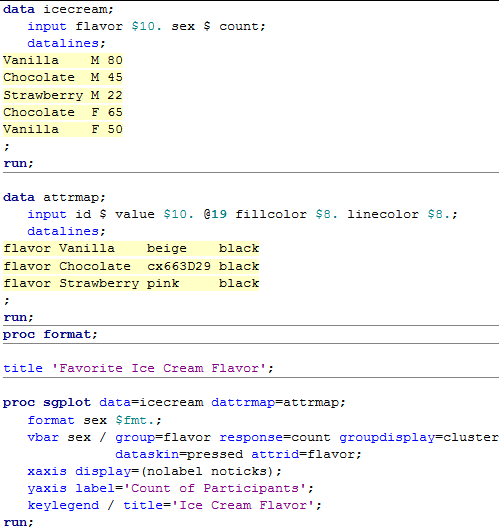 data icecream;
   input flavor $10. sex $ count;
   datalines;
Vanilla    M 80
Chocolate  M 45
Strawberry M 22
Chocolate  F 65
Vanilla    F 50
;
run;
data attrmap;
   input id $ value $10. @19 fillcolor $8. linecolor $8.;
   datalines;
flavor Vanilla    beige    black
flavor Chocolate  cx663D29 black
flavor Strawberry pink     black
;
run;
proc format;
title 'Favorite Ice Cream Flavor';
proc sgplot data=icecream dattrmap=attrmap;
   format sex $fmt.;
   vbar sex / group=flavor response=count groupdisplay=cluster
              dataskin=pressed attrid=flavor;
   xaxis display=(nolabel noticks);
   yaxis label='Count of Participants';
   keylegend / title='Ice Cream Flavor';
run;